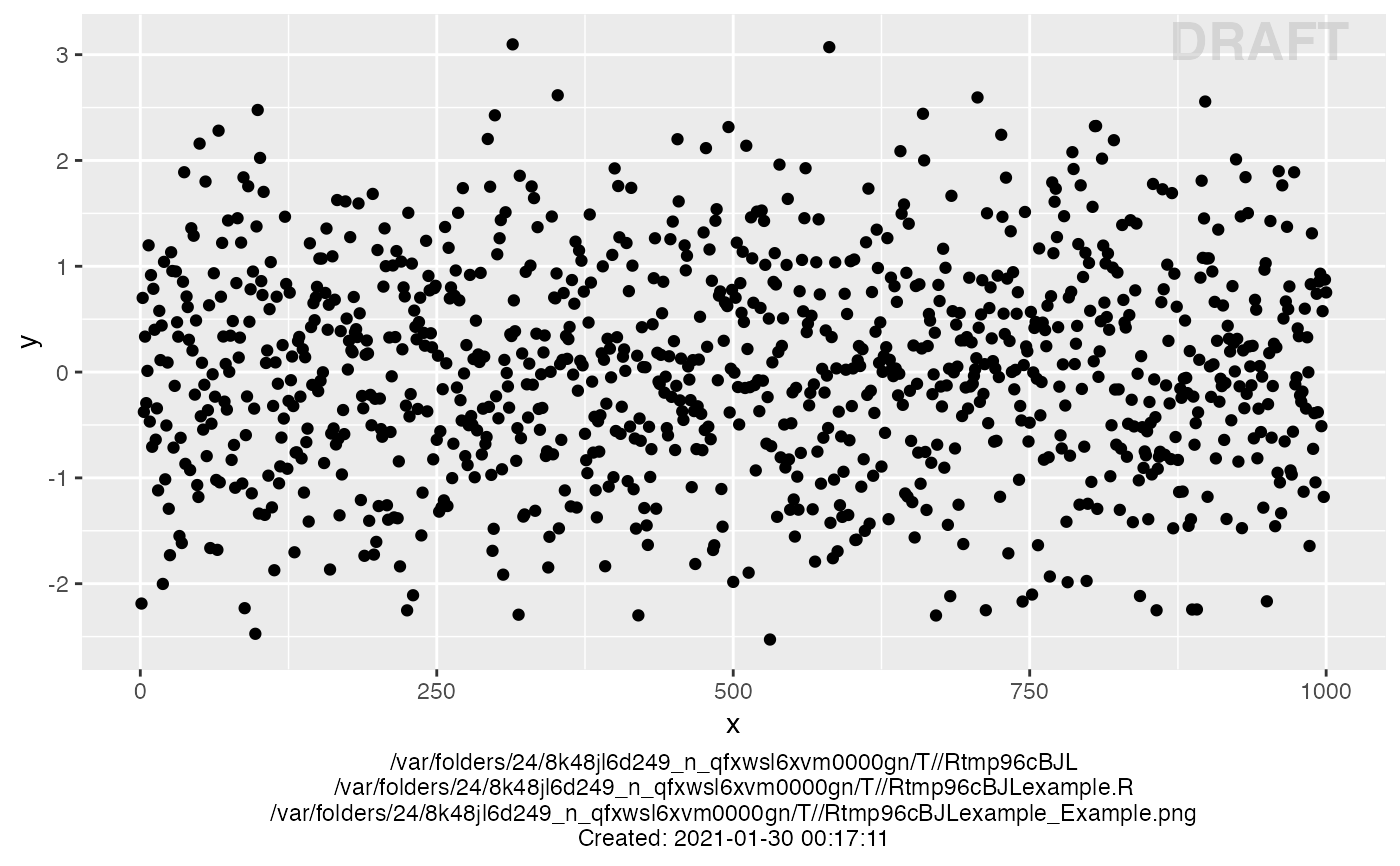 DRAFT
3
2
1
0
-1
-2
y
0 250 500 750 1000
x
/var/folders/24/8k48jl6d249_n_qfxwsl6xvm0000gn/T//Rtmp96cBJL
/var/folders/24/8k48jl6d249_n_qfxwsl6xvm0000gn/T//Rtmp96cBJLexample.R
/var/folders/24/8k48jl6d249_n_qfxwsl6xvm0000gn/T//Rtmp96cBJLexample_Example.png
Created: 2021-01-30 00:17:11